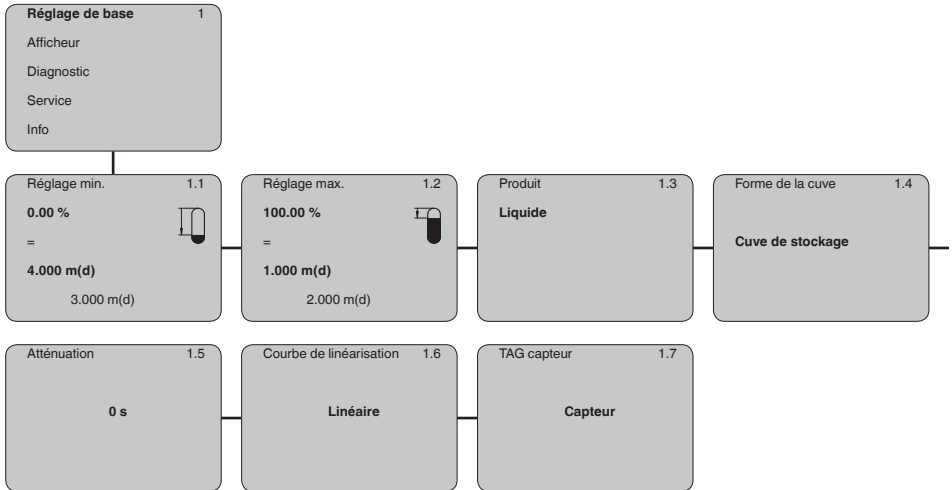 Réglage de base 1
Afficheur
Diagnostic
Service
Info
Réglage min. 1.1
0.00 %
=
4.000 m(d)
3.000 m(d)
Réglage max. 1.2
100.00 %
=
1.000 m(d)
2.000 m(d)
Produit 1.3
Liquide
Forme de la cuve 1.4
Cuve de stockage
Atténuation 1.5
0 s
Courbe de linéarisation 1.6
Linéaire
TAG capteur 1.7
Capteur